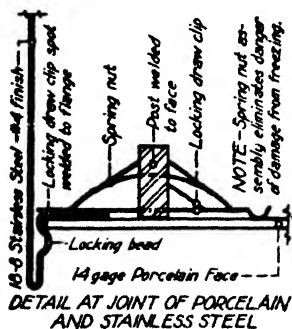 18-8 Stainless Steel - #4 finish
Locking draw clip spot
welded to flange
Spring nut
Post welded
to face
Locking draw clip
NOTE - Spring nut as-
sembly eliminates danger
of damage from freezing.
Locking bead
14 gage Porcelain Face
DETAIL AT JOINT OF PORCELAIN
AND STAINLESS STEEL